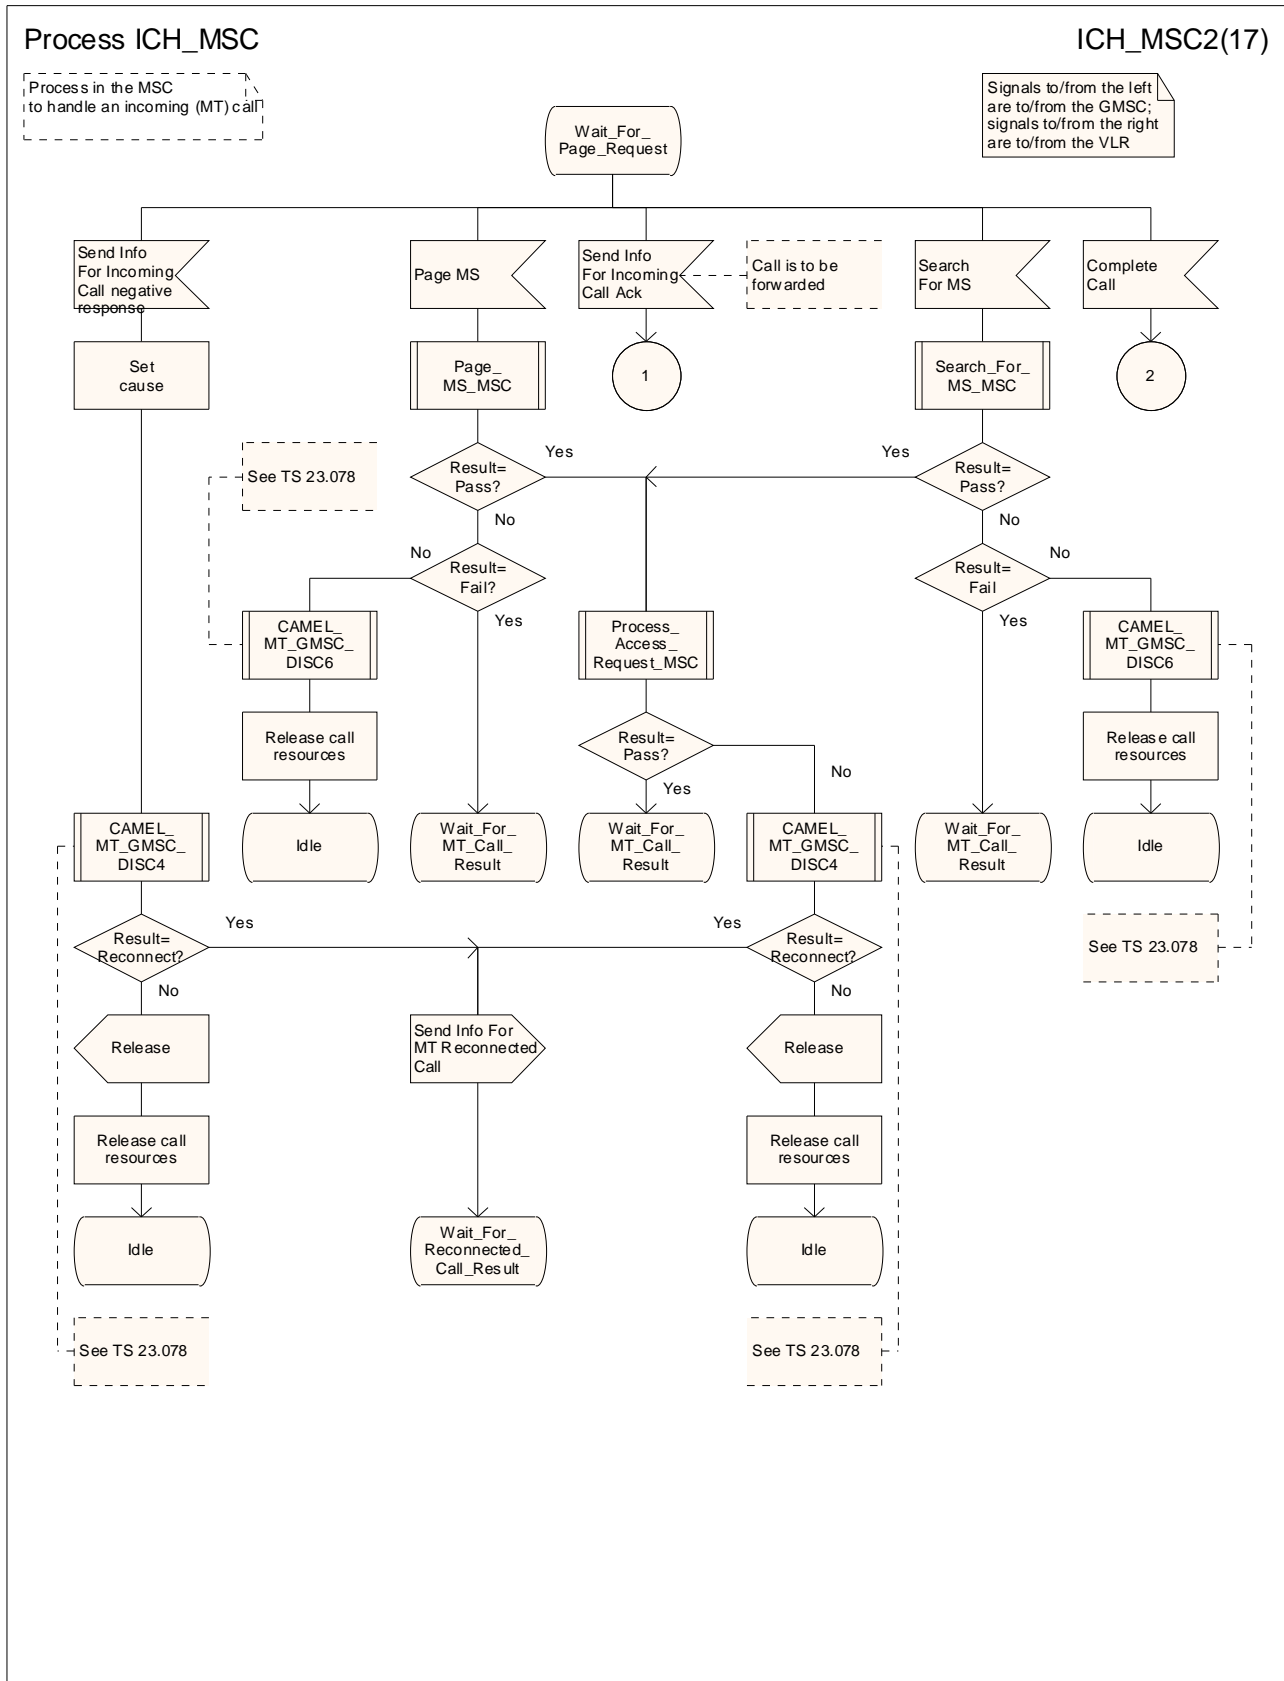 Process ICH_MSC
ICH_MSC2(17)
Process in the MSC
to handle an incoming (MT) call
Signals to/from the left
are to/from the GMSC;
signals to/from the right
are to/from the VLR
Wait_For_
Page_Request
Send Info
For Incoming
Call negative
response
Page MS
Send Info
For Incoming
Call Ack
Call is to be
forwarded
Search
For MS
Complete
Call
Set
cause
Page_
MS_MSC
1
Search_For_
MS_MSC
2
See TS 23.078
Result=
Pass?
Yes
No
Yes
Result=
Pass?
No
No
Result=
Fail?
Yes
Result=
Fail
No
Yes
CAMEL_
MT_GMSC_
DISC6
Process_
Access_
Request_MSC
CAMEL_
MT_GMSC_
DISC6
Release call
resources
Result=
Pass?
No
Yes
Release call
resources
CAMEL_
MT_GMSC_
DISC4
Idle
Wait_For_
MT_Call_
Result
Wait_For_
MT_Call_
Result
CAMEL_
MT_GMSC_
DISC4
Wait_For_
MT_Call_
Result
Idle
Result=
Reconnect?
Yes
No
Yes
Result=
Reconnect?
No
See TS 23.078
Release
Send Info For
MT Reconnected
Call
Release
Release call
resources
Release call
resources
Idle
Wait_For_
Reconnected_
Call_Result
Idle
See TS 23.078
See TS 23.078